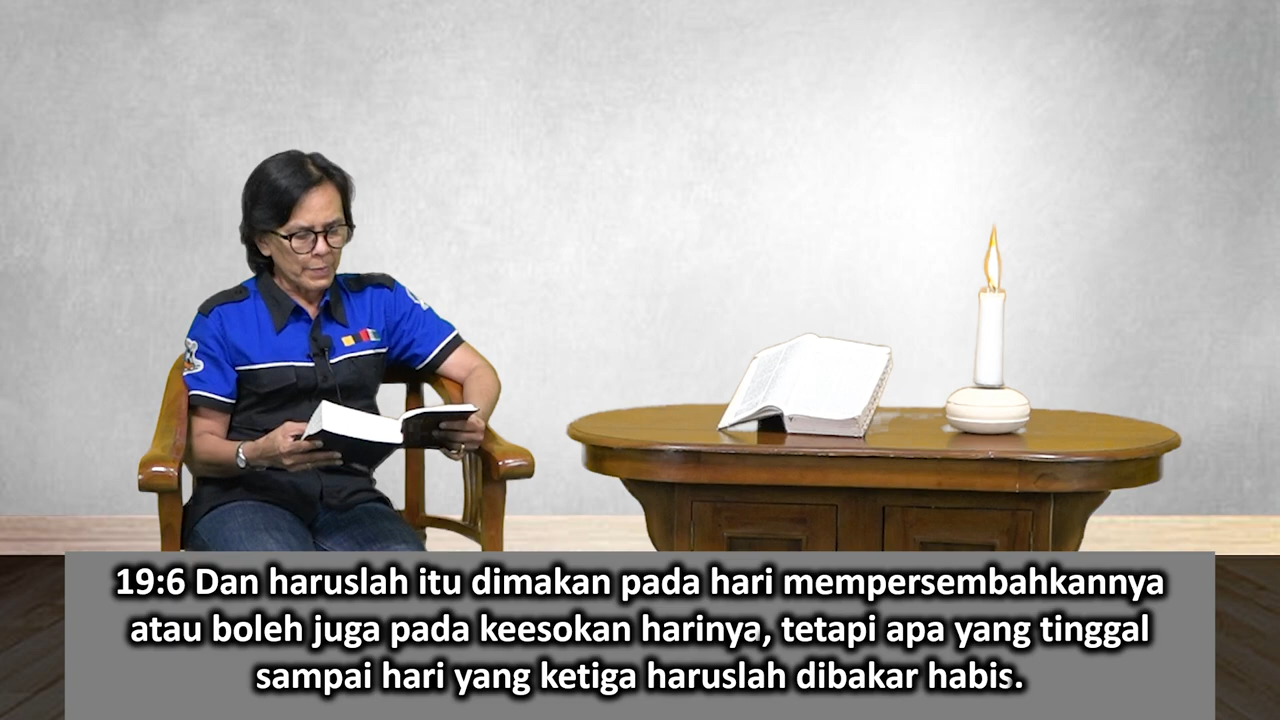 19:6 Dan haruslah itu dimakan pada hari mempersembahkannya
atau boleh juga pada keesokan harinya, tetapi apa yang tinggal
sampai hari yang ketiga haruslah dibakar habis.